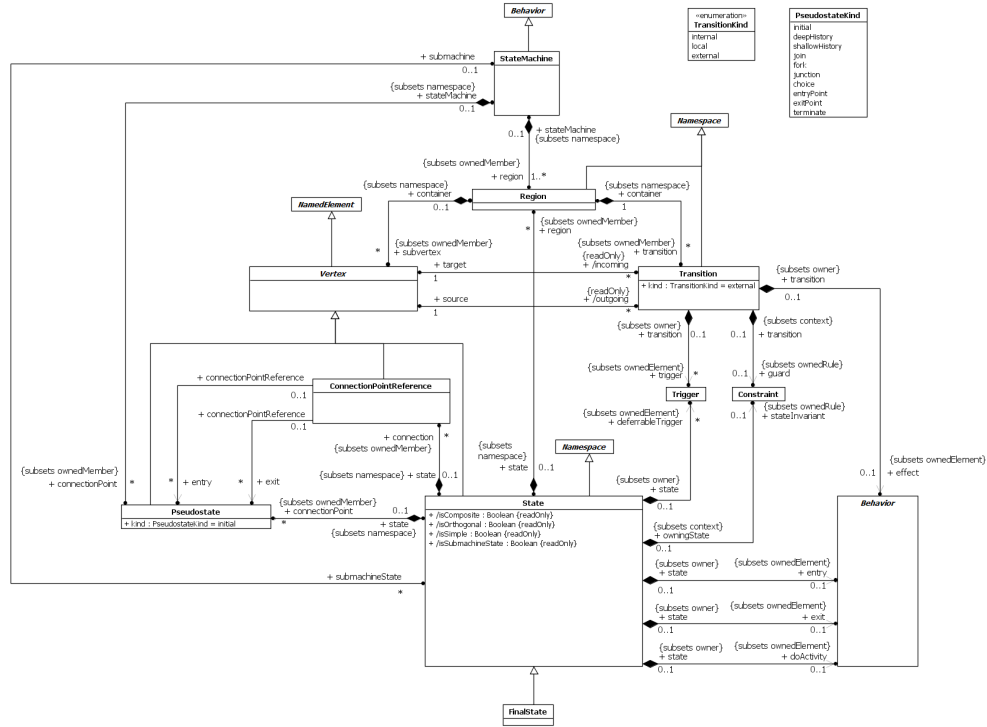 Behavior
«enumeration»
TransitionKind
internal
local
external
PseudostateKind
initial
deepHistory
shallowHistory
join
fork
junction
choice
entryPoint
exitPoint
terminate
+ submachine
0..1
StateMachine
{subsets namespace}
+ stateMachine
0..1
0..1
+ stateMachine
{subsets namespace}
Namespace
{subsets ownedMember}
+ region
1..*
{subsets namespace}
+ container
0..1
Region
{subsets namespace}
+ container
1
NamedElement
{subsets ownedMember}
+ subvertex
*
*
{subsets ownedMember}
+ region
{subsets ownedMember}
+ transition
*
Vertex
+ target
1
{readOnly}
+ /incoming
*
Transition
+ kind : TransitionKind = external
{subsets owner}
+ transition
0..1
+ source
1
{readOnly}
+ /outgoing
*
{subsets owner}
+ transition
0..1
0..1
{subsets context}
+ transition
{subsets ownedElement}
+ trigger
*
0..1
{subsets ownedRule}
+ guard
+ connectionPointReference
0..1
ConnectionPointReference
+ connectionPointReference
0..1
Trigger
Constraint
{subsets ownedElement}
+ deferrableTrigger
*
0..1
{subsets ownedRule}
+ stateInvariant
+ connection
*
{subsets ownedMember}
{subsets
namespace}
+ state
0..1
Namespace
{subsets ownedMember}
+ connectionPoint
*
*
+ entry
*
+ exit
{subsets namespace} + state
0..1
{subsets owner}
+ state
0..1
{subsets ownedElement}
+ effect
0..1
Pseudostate
+ kind : PseudostateKind = initial
{subsets ownedMember}
+ connectionPoint
*
0..1
+ state
{subsets namespace}
State
+ /isComposite : Boolean {readOnly}
+ /isOrthogonal : Boolean {readOnly}
+ /isSimple : Boolean {readOnly}
+ /isSubmachineState : Boolean {readOnly}
{subsets context}
+ owningState
0..1
Behavior
{subsets owner}
+ state
0..1
{subsets ownedElement}
+ entry
0..1
+ submachineState
*
{subsets owner}
+ state
0..1
{subsets ownedElement}
+ exit
0..1
{subsets owner}
+ state
0..1
{subsets ownedElement}
+ doActivity
0..1
FinalState